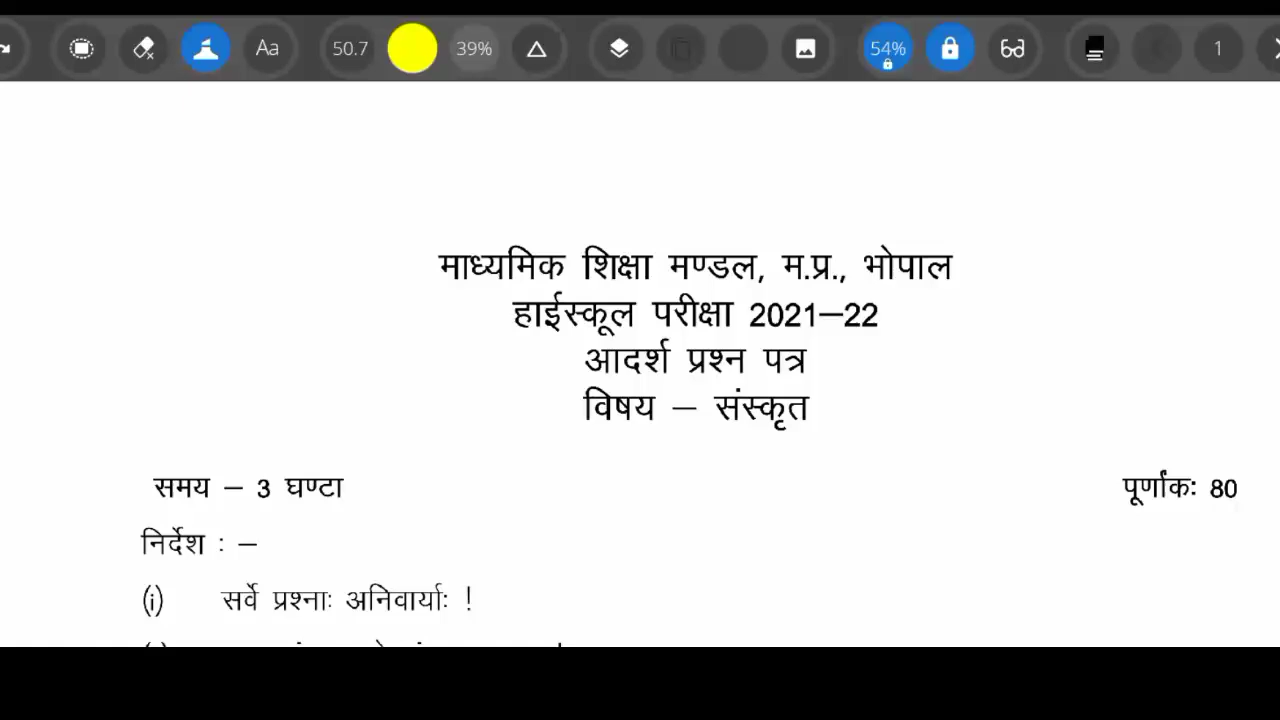 Aa 50.7 39% 54% 1
माध्यमिक शिक्षा मण्डल, म.प्र., भोपाल
हाईस्कूल परीक्षा 2021–22
आदर्श प्रश्न पत्र
विषय – संस्कृत
समय – 3 घण्टा पूर्णांक: 80
निर्देश : –
(i) सर्वे प्रश्नाः अनिवार्याः !